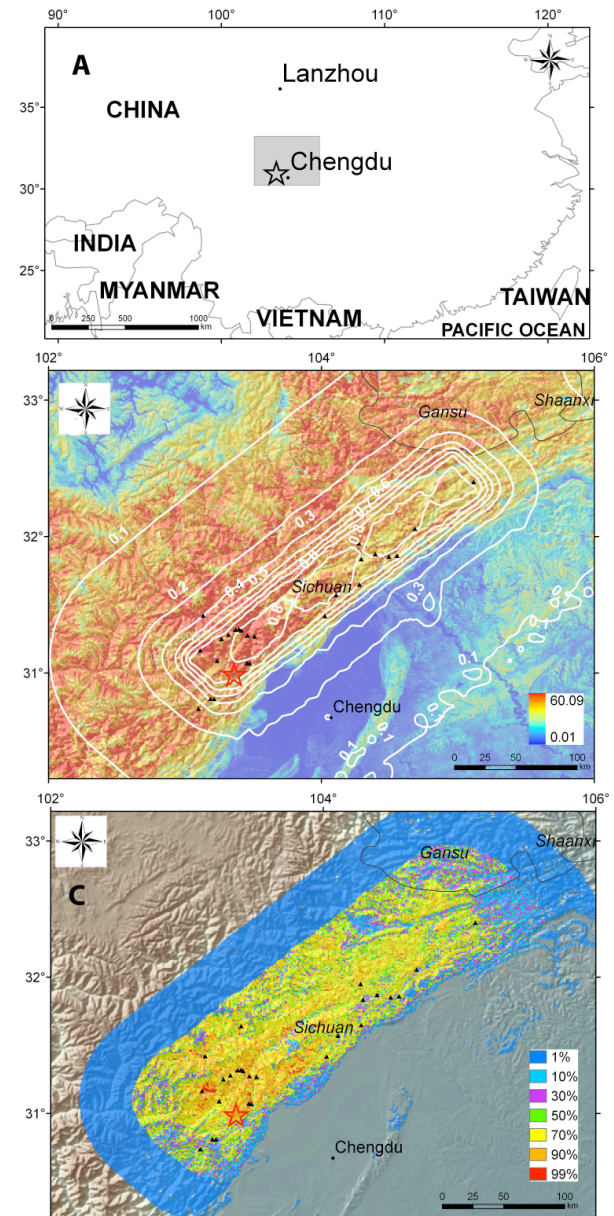 90° 100° 110° 120°
A
Lanzhou
35°
CHINA
Chengdu
30°
INDIA
25°
MYANMAR
TAIWAN
VIETNAM
0 250 500 1000
km
PACIFIC OCEAN
102° 104° 106°
33°
Shaanxi
Gansu
0.1
0.3
0.6
0.2
0.4
0.8
32°
Sichuan
0.3
0.8
31°
0.1
Chengdu
60.09
0.01
0.1
0 25 50 100
km
102° 104° 106°
33°
Shaanxi
Gansu
C
32°
Sichuan
1%
10%
30%
50%
70%
90%
99%
31°
Chengdu
0 25 50 100
km